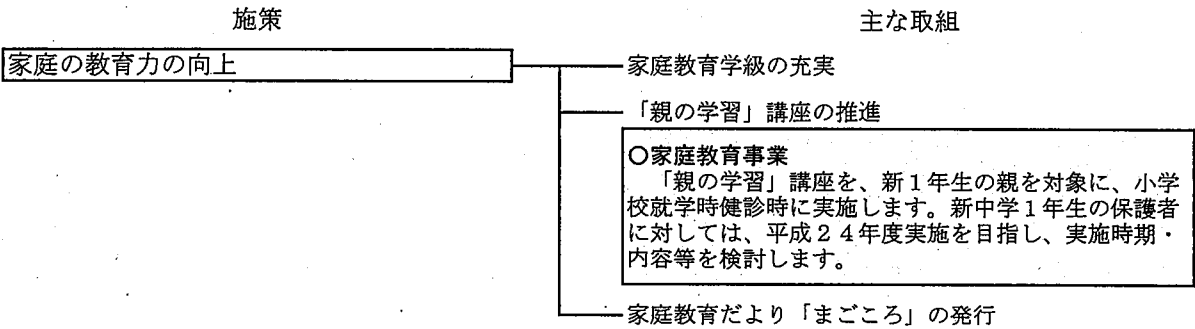 施策
主な取組
家庭の教育力の向上
家庭教育学級の充実
「親の学習」講座の推進
○家庭教育事業
「親の学習」講座を、新1年生の親を対象に、小学
校就学時健診時に実施します。新中学1年生の保護者
に対しては、平成24年度実施を目指し、実施時期・
内容等を検討します。
家庭教育だより「まごころ」の発行